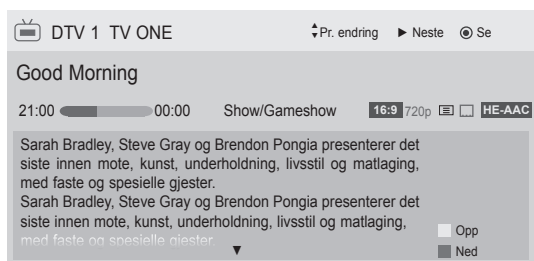 DTV 1 TV ONE Pr. endring Neste Se
Good Morning
21:00 00:00 Show/Gameshow 16:9 720p HE-AAC
Sarah Bradley, Steve Gray og Brendon Pongia presenterer det
siste innen mote, kunst, underholdning, livsstil og matlaging,
med faste og spesielle gjester.
Sarah Bradley, Steve Gray og Brendon Pongia presenterer det
siste innen mote, kunst, underholdning, livsstil og matlaging,
med faste og spesielle gjester.
Opp
Ned